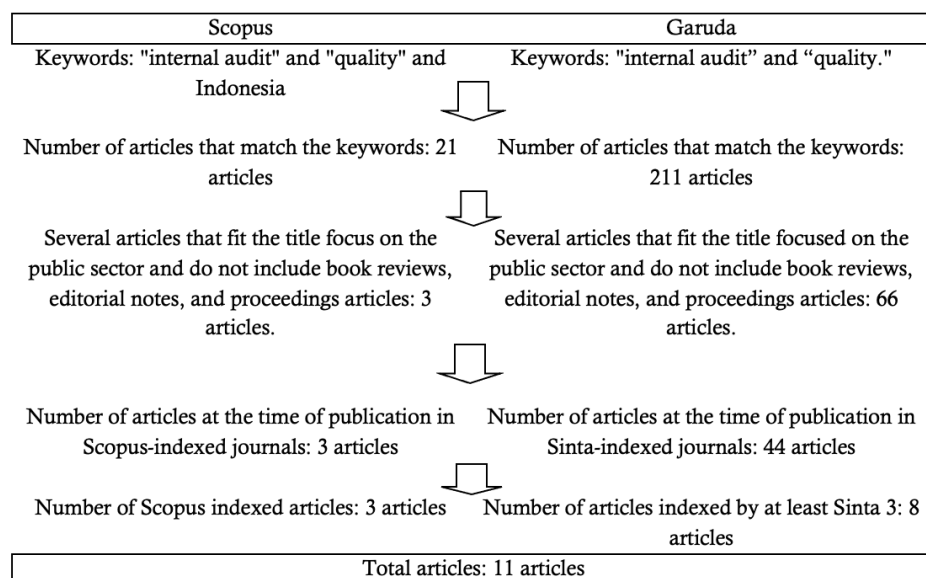 Scopus
Garuda
Keywords: "internal audit" and "quality" and
Indonesia
Keywords: "internal audit” and “quality."
Number of articles that match the keywords: 21
articles
Number of articles that match the keywords:
211 articles
Several articles that fit the title focus on the
public sector and do not include book reviews,
editorial notes, and proceedings articles: 3
articles.
Several articles that fit the title focused on the
public sector and do not include book reviews,
editorial notes, and proceedings articles: 66
articles.
Number of articles at the time of publication in
Scopus-indexed journals: 3 articles
Number of articles at the time of publication in
Sinta-indexed journals: 44 articles
Number of Scopus indexed articles: 3 articles
Number of articles indexed by at least Sinta 3: 8
articles
Total articles: 11 articles